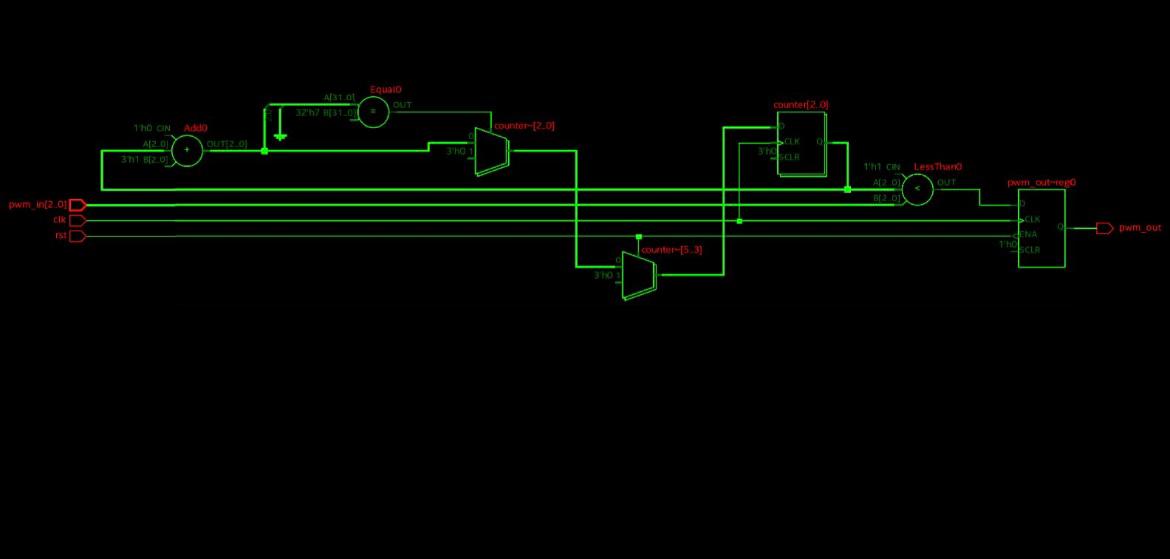 Equal0
A[31..0]
32'h7 B[31..0]
=
OUT
counter[2..0]
D
CLK
3'h0
SCLR
Q
1'h0 CIN
Add0
A[2..0]
3'h1 B[2..0]
+
OUT[2..0]
counter~[2..0]
0
3'h0 1
1'h1 CIN
LessThan0
A[2..0]
B[2..0]
<
OUT
pwm_out~reg0
D
CLK
ENA
1'h0
SCLR
Q
pwm_out
pwm_in[2..0]
clk
rst
counter~[5..3]
0
3'h0 1